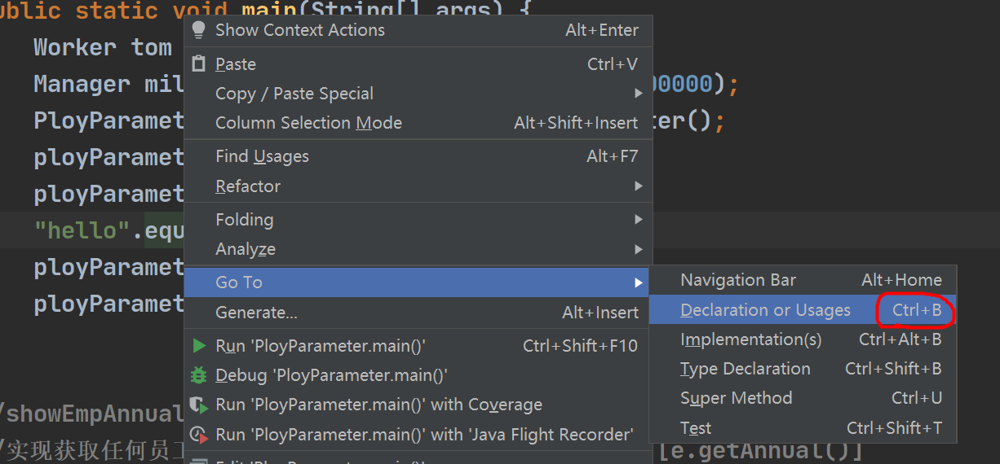 ublic static void main(String[] args) {
Worker tom
Manager mil
00000);
PloyParamet
ter();
ployParamet
ployParamet
"hello".equ
ployParamet
ployParamet
/showEmpAnnual
/实现获取任何员工
[e.getAnnual()]
Show Context Actions Alt+Enter
Paste Ctrl+V
Copy / Paste Special
Column Selection Mode Alt+Shift+Insert
Find Usages Alt+F7
Refactor
Folding
Analyze
Go To
Generate... Alt+Insert
Run 'PloyParameter.main()' Ctrl+Shift+F10
Debug 'PloyParameter.main()'
Run 'PloyParameter.main()' with Coverage
Run 'PloyParameter.main()' with 'Java Flight Recorder'
Navigation Bar Alt+Home
Declaration or Usages Ctrl+B
Implementation(s) Ctrl+Alt+B
Type Declaration Ctrl+Shift+B
Super Method Ctrl+U
Test Ctrl+Shift+T